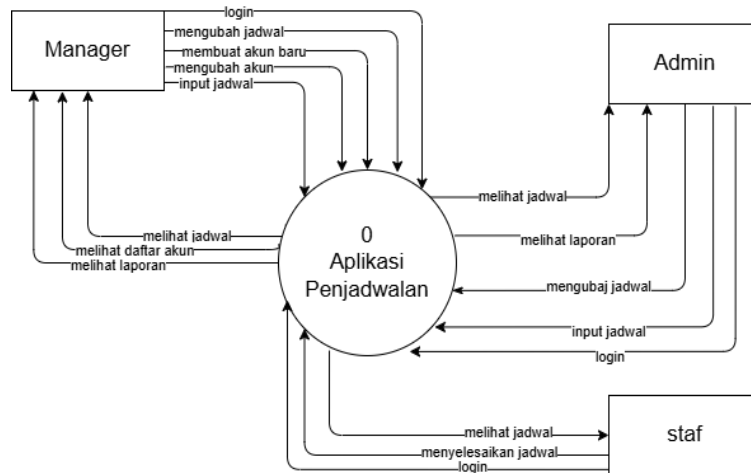 Manager
login
mengubah jadwal
membuat akun baru
mengubah akun
input jadwal
Admin
melihat jadwal
melihat laporan
mengubaj jadwal
input jadwal
login
0
Aplikasi
Penjadwalan
melihat jadwal
melihat daftar akun
melihat laporan
staf
melihat jadwal
menyelesaikan jadwal
login